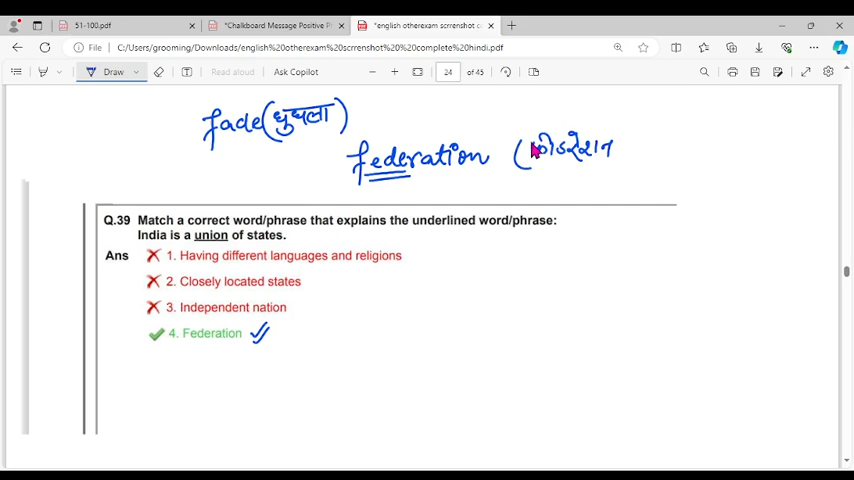 51-100.pdf
*Chalkboard Message Positive P
*english otherexam scrrenshot c
File
C:/Users/grooming/Downloads/english%20otherexam%20scrrenshot%20%20complete%20hindi.pdf
Draw
Read aloud
Ask Copilot
24
of 45
fade (धुधला)
federation (फेडरेशन
Q.39 Match a correct word/phrase that explains the underlined word/phrase:
India is a union of states.
Ans
1. Having different languages and religions
2. Closely located states
3. Independent nation
4. Federation